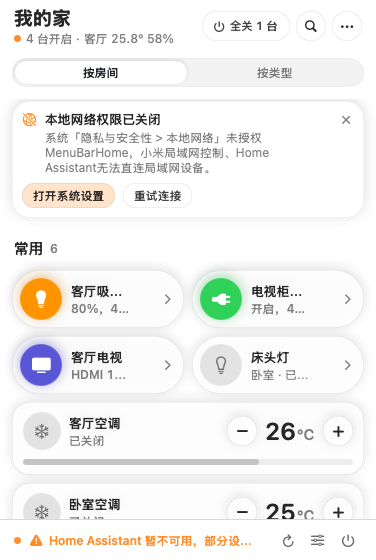 我的家
4 台开启 · 客厅 25.8° 58%
全关 1 台
按房间
按类型
本地网络权限已关闭
系统「隐私与安全性 > 本地网络」未授权
MenuBarHome，小米局域网控制、Home
Assistant无法直连局域网设备。
打开系统设置
重试连接
常用 6
客厅吸...
80%，4...
电视柜...
开启，4...
客厅电视
HDMI 1...
床头灯
卧室 · 已...
客厅空调
已关闭
26°C
卧室空调
已关闭
25°C
Home Assistant 暂不可用，部分设...